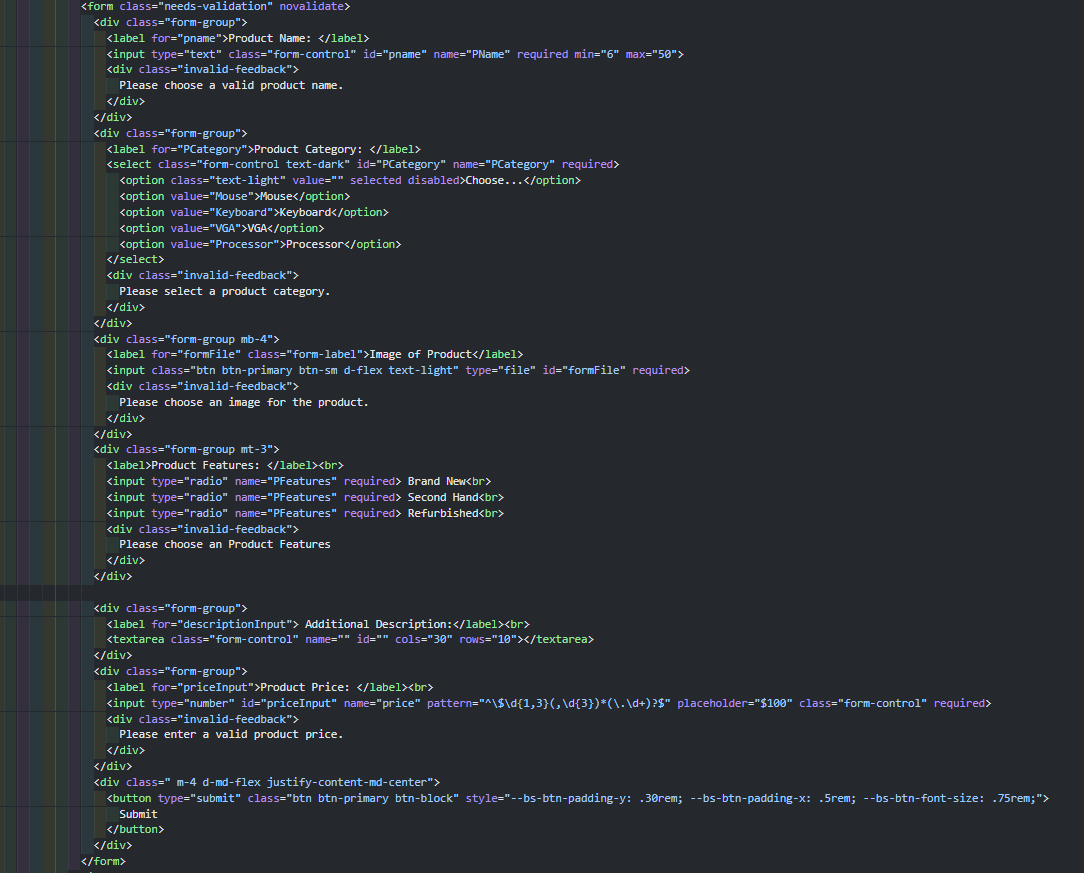 <form class="needs-validation" novalidate>
<div class="form-group">
<label for="pname">Product Name: </label>
<input type="text" class="form-control" id="pname" name="PName" required min="6" max="50">
<div class="invalid-feedback">
Please choose a valid product name.
</div>
</div>
<div class="form-group">
<label for="PCategory">Product Category: </label>
<select class="form-control text-dark" id="PCategory" name="PCategory" required>
<option class="text-light" value="" selected disabled>Choose...</option>
<option value="Mouse">Mouse</option>
<option value="Keyboard">Keyboard</option>
<option value="VGA">VGA</option>
<option value="Processor">Processor</option>
</select>
<div class="invalid-feedback">
Please select a product category.
</div>
</div>
<div class="form-group mb-4">
<label for="formFile" class="form-label">Image of Product</label>
<input class="btn btn-primary btn-sm d-flex text-light" type="file" id="formFile" required>
<div class="invalid-feedback">
Please choose an image for the product.
</div>
</div>
<div class="form-group mt-3">
<label>Product Features: </label><br>
<input type="radio" name="PFeatures" required> Brand New<br>
<input type="radio" name="PFeatures" required> Second Hand<br>
<input type="radio" name="PFeatures" required> Refurbished<br>
<div class="invalid-feedback">
Please choose an Product Features
</div>
</div>
<div class="form-group">
<label for="descriptionInput"> Additional Description:</label><br>
<textarea class="form-control" name="" id="" cols="30" rows="10"></textarea>
</div>
<div class="form-group">
<label for="priceInput">Product Price: </label><br>
<input type="number" id="priceInput" name="price" pattern="^\$\d{1,3}(,\d{3})*(\.\d+)?$" placeholder="$100" class="form-control" required>
<div class="invalid-feedback">
Please enter a valid product price.
</div>
</div>
<div class=" m-4 d-md-flex justify-content-md-center">
<button type="submit" class="btn btn-primary btn-block" style="--bs-btn-padding-y: .30rem; --bs-btn-padding-x: .5rem; --bs-btn-font-size: .75rem;">
Submit
</button>
</div>
</form>